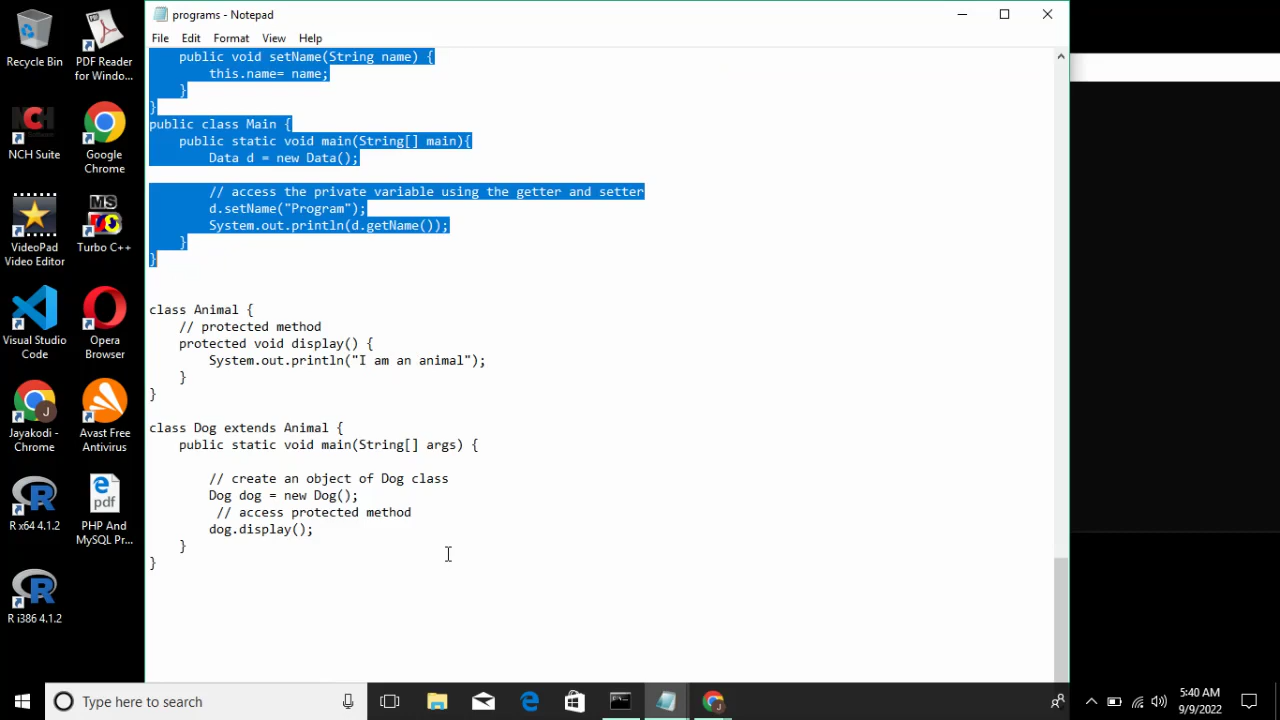 programs - Notepad
File Edit Format View Help
public void setName(String name) {
this.name= name;
}
}
public class Main {
public static void main(String[] main){
Data d = new Data();
// access the private variable using the getter and setter
d.setName("Program");
System.out.println(d.getName());
}
}
class Animal {
// protected method
protected void display() {
System.out.println("I am an animal");
}
}
class Dog extends Animal {
public static void main(String[] args) {
// create an object of Dog class
Dog dog = new Dog();
// access protected method
dog.display();
}
}
Recycle Bin
PDF Reader
for Windo...
NCH
NCH Suite
Google
Chrome
VideoPad
Video Editor
MS
Turbo C++
Visual Studio
Code
Opera
Browser
J
Jayakodi -
Chrome
Avast Free
Antivirus
R x64 4.1.2
pdf
PHP And
MySQL Pr...
R i386 4.1.2
Type here to search
J
5:40 AM
9/9/2022